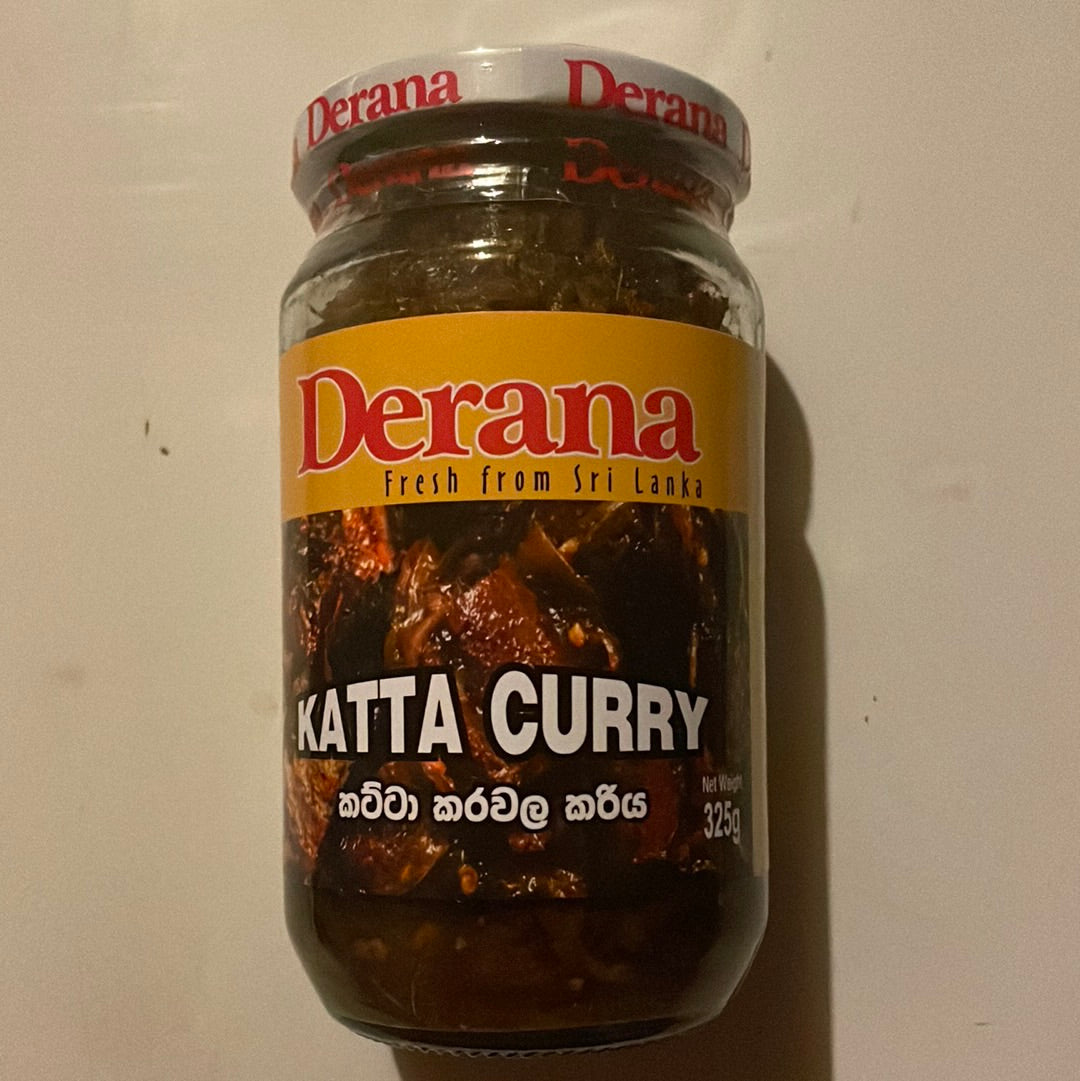 Derana Derana
Derana
Fresh from Sri Lanka
KATTA CURRY
කට්ටා කරවල කරිය
Net Weight
325g